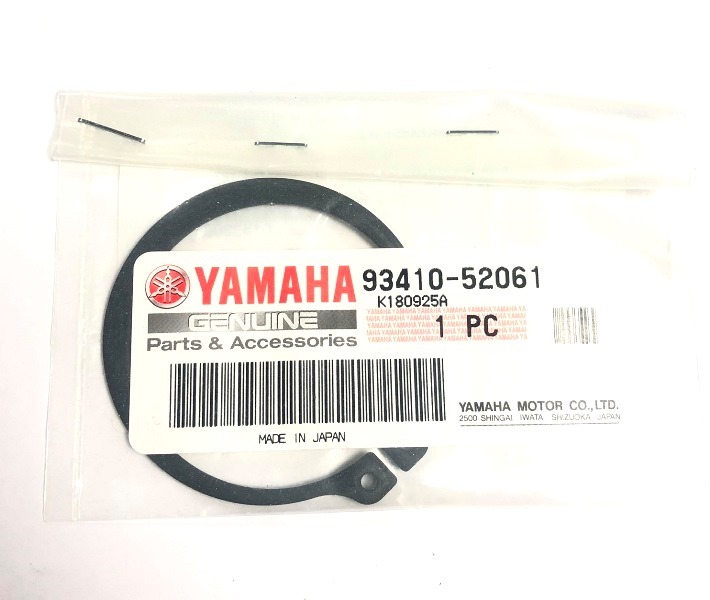 YAMAHA 93410-52061
K180925A
GENUINE
Parts & Accessories
1 PC
MADE IN JAPAN
YAMAHA MOTOR CO.,LTD.
2500 SHINGAI IWATA SHIZUOKA JAPAN